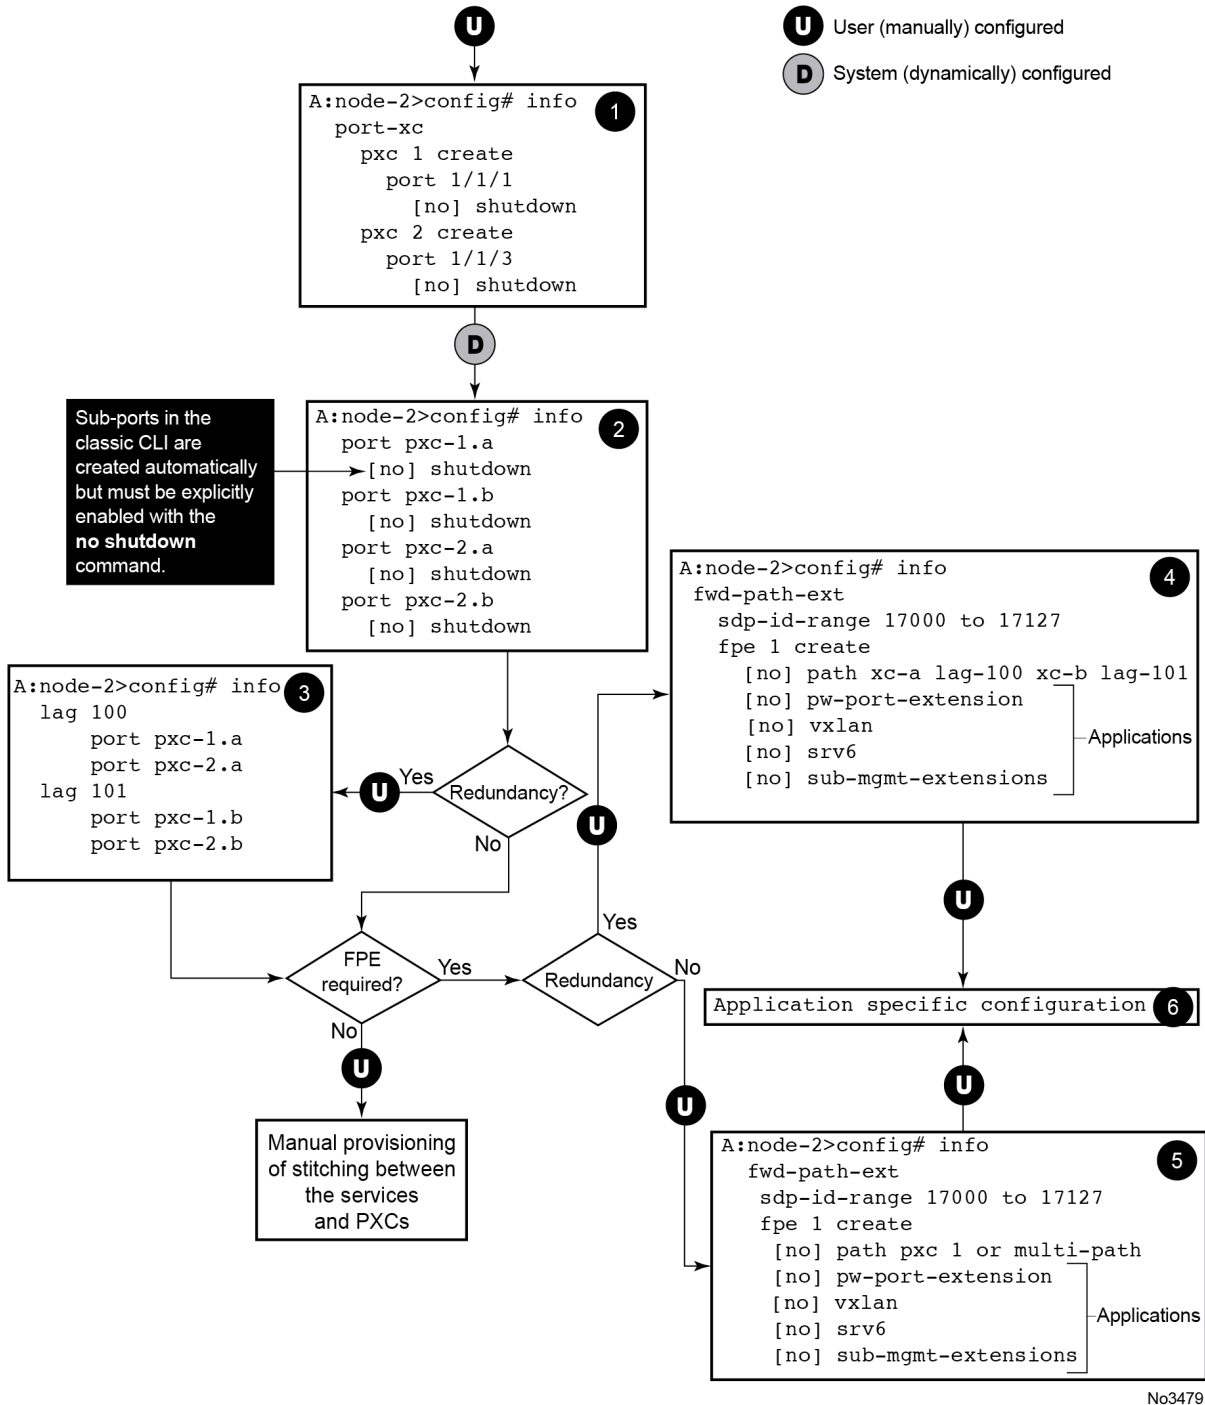 U
U User (manually) configured
D System (dynamically) configured
A:node-2>config# info
1
port-xc
pxc 1 create
port 1/1/1
[no] shutdown
pxc 2 create
port 1/1/3
[no] shutdown
D
Sub-ports in the
classic CLI are
created automatically
but must be explicitly
enabled with the
no shutdown
command.
A:node-2>config# info
2
port pxc-1.a
[no] shutdown
port pxc-1.b
[no] shutdown
port pxc-2.a
[no] shutdown
port pxc-2.b
[no] shutdown
A:node-2>config# info
3
lag 100
port pxc-1.a
port pxc-2.a
lag 101
port pxc-1.b
port pxc-2.b
U
Yes
Redundancy?
No
A:node-2>config# info
4
fwd-path-ext
sdp-id-range 17000 to 17127
fpe 1 create
[no] path xc-a lag-100 xc-b lag-101
[no] pw-port-extension
[no] vxlan
[no] srv6
[no] sub-mgmt-extensions
Applications
U
U
Yes
FPE
required?
Yes
Redundancy
No
No
U
Manual provisioning
of stitching between
the services
and PXCs
Application specific configuration 6
U
U
A:node-2>config# info
5
fwd-path-ext
sdp-id-range 17000 to 17127
fpe 1 create
[no] path pxc 1 or multi-path
[no] pw-port-extension
[no] vxlan
[no] srv6
[no] sub-mgmt-extensions
Applications
No3479